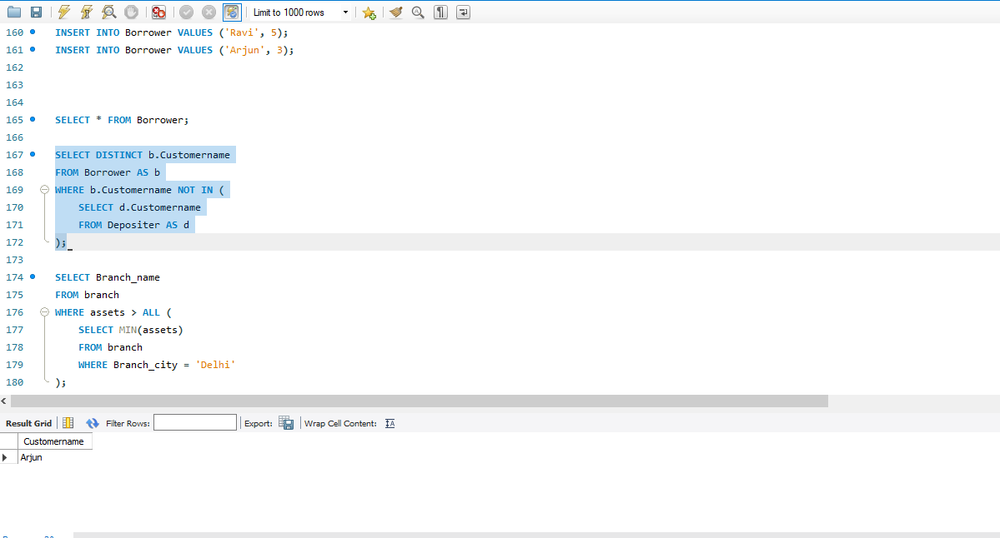 Limit to 1000 rows
160 INSERT INTO Borrower VALUES ('Ravi', 5);
161 INSERT INTO Borrower VALUES ('Arjun', 3);
162
163
164
165 SELECT * FROM Borrower;
166
167 SELECT DISTINCT b.Customername
168 FROM Borrower AS b
169 WHERE b.Customername NOT IN (
170 SELECT d.Customername
171 FROM Depositer AS d
172 );
173
174 SELECT Branch_name
175 FROM branch
176 WHERE assets > ALL (
177 SELECT MIN(assets)
178 FROM branch
179 WHERE Branch_city = 'Delhi'
180 );
Result Grid Filter Rows: Export: Wrap Cell Content: IA
Customername
Arjun